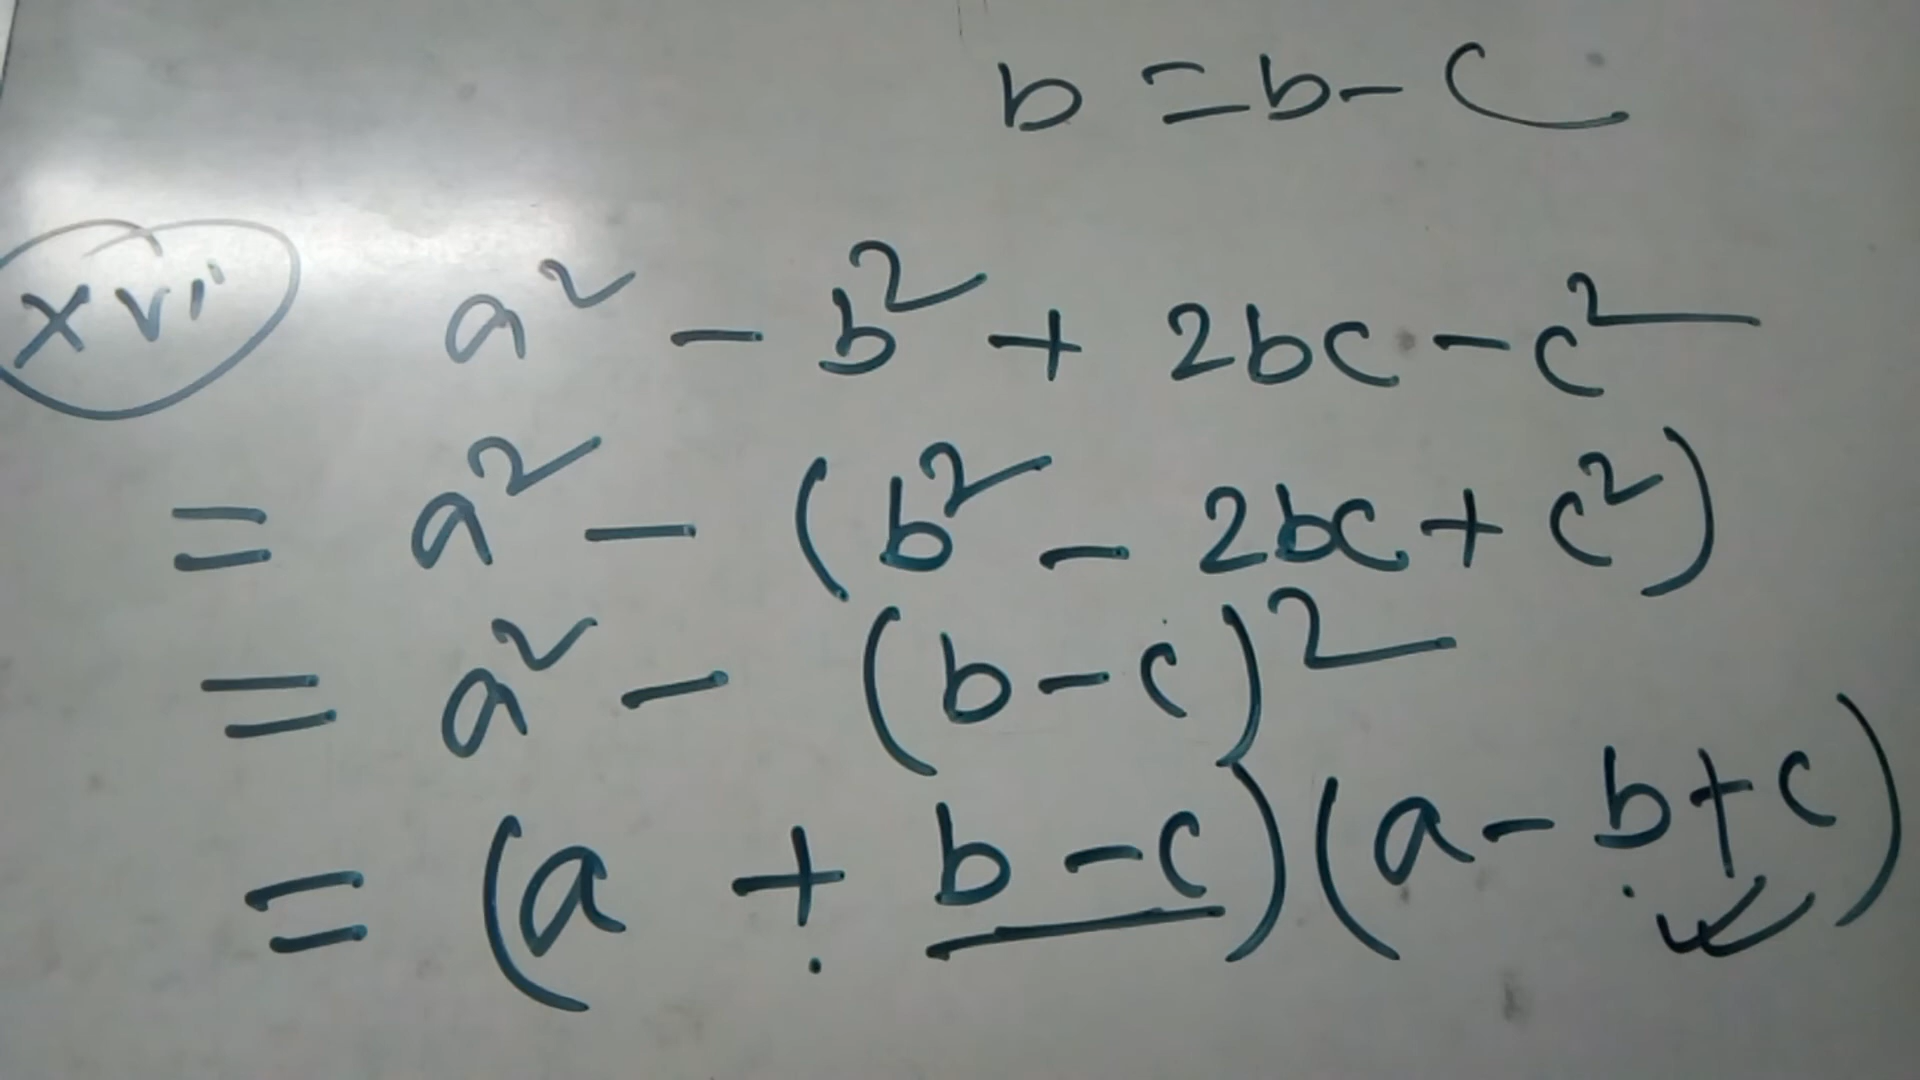 b = b - c
xvi a² - b² + 2bc - c²
= a² - (b² - 2bc + c²)
= a² - (b - c)²
= (a + b - c)(a - b + c)